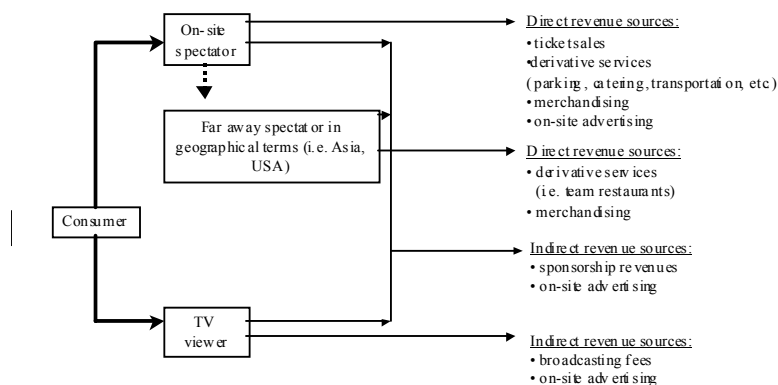 On-site
spectator
Far away spectator in
geographical terms (i.e. Asia,
USA)
Consumer
TV
viewer
Direct revenue sources:
• ticket sales
• derivative services
(parking, catering, transportation, etc.)
• merchandising
• on-site advertising
Direct revenue sources:
• derivative services
(i.e. team restaurants)
• merchandising
Indirect revenue sources:
• sponsorship revenues
• on-site advertising
Indirect revenue sources:
• broadcasting fees
• on-site advertising